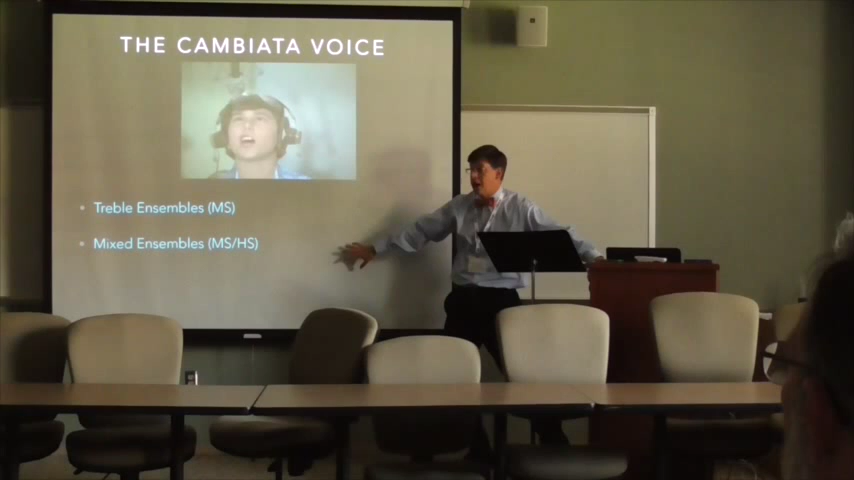 THE CAMBIATA VOICE
• Treble Ensembles (MS)
• Mixed Ensembles (MS/HS)